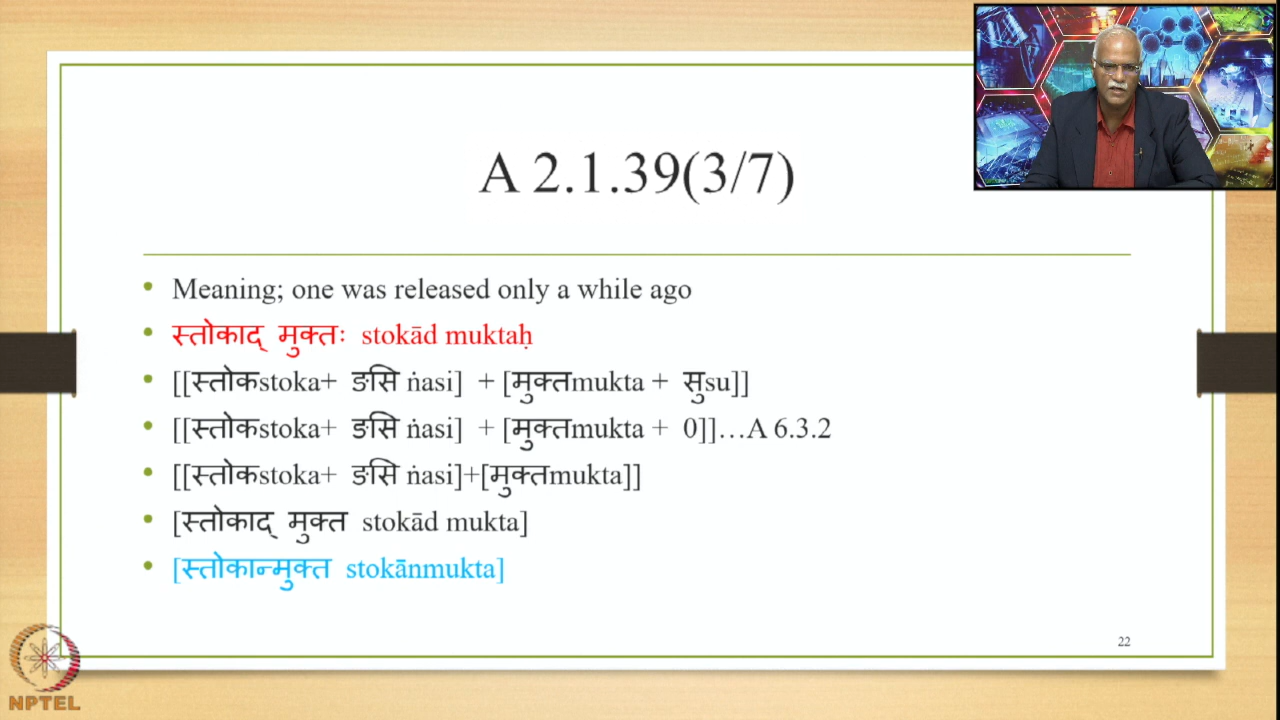 A 2.1.39(3/7)
• Meaning; one was released only a while ago
• स्तोकाद् मुक्तः stokād muktaḥ
• [[स्तोकstoka+ ङसि ṅasi] + [मुक्तmukta + सुsu]]
• [[स्तोकstoka+ ङसि ṅasi] + [मुक्तmukta + 0]]…A 6.3.2
• [[स्तोकstoka+ ङसि ṅasi]+[मुक्तmukta]]
• [स्तोकाद् मुक्त stokād mukta]
• [स्तोकान्मुक्त stokānmukta]
22
NPTEL